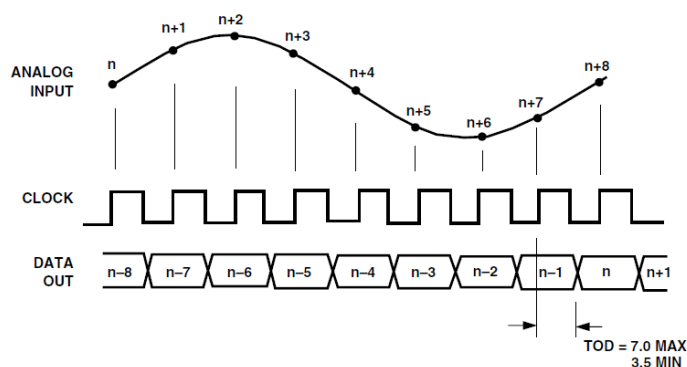 n+2
n+1
n+3
n
n+8
ANALOG
INPUT
n+4
n+7
n+5
n+6
CLOCK
DATA
OUT
n–8
n–7
n–6
n–5
n–4
n–3
n–2
n–1
n
n+1
TOD = 7.0 MAX
3.5 MIN